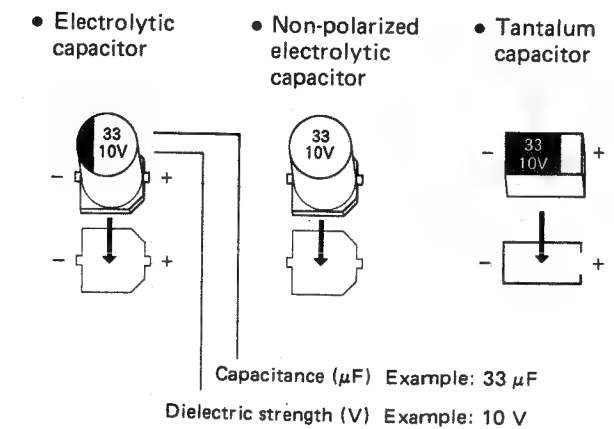 • Electrolytic
capacitor
• Non-polarized
electrolytic
capacitor
• Tantalum
capacitor
33
10V
33
10V
33
10V
− +
− +
− +
− +
Capacitance (μF) Example: 33 μF
Dielectric strength (V) Example: 10 V